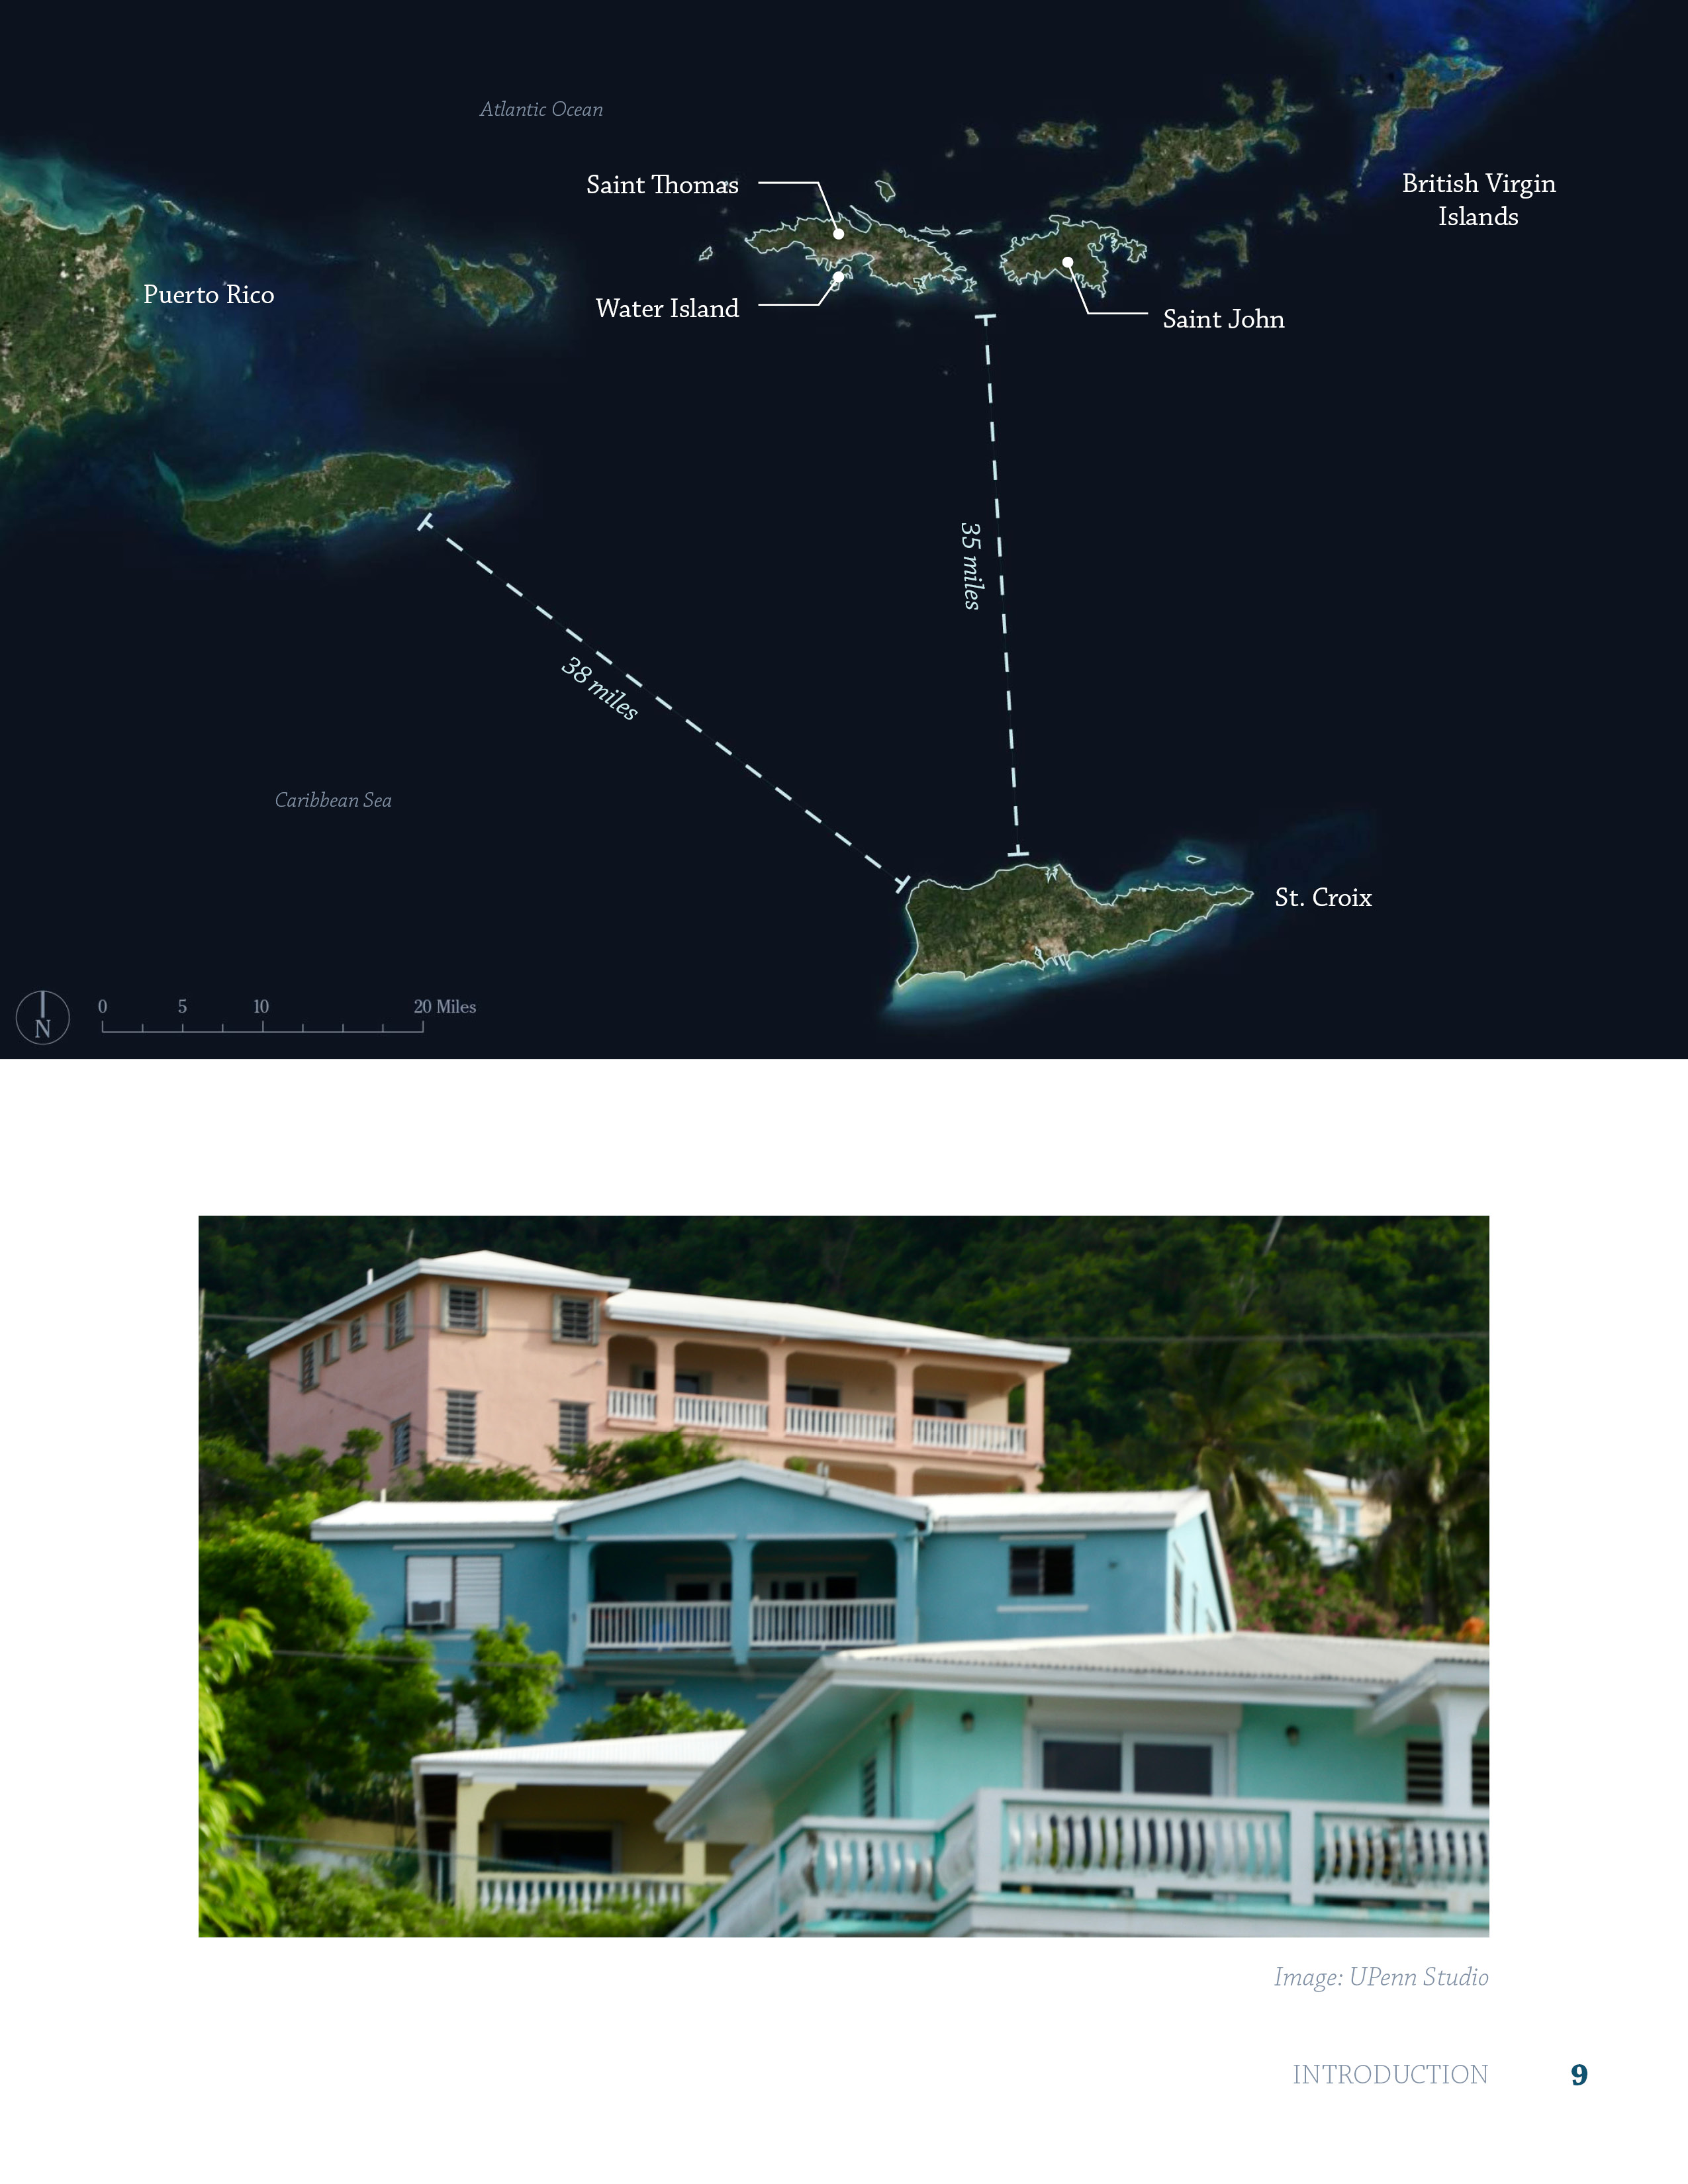 Atlantic Ocean
Saint Thomas
British Virgin
Islands
Puerto Rico
Water Island
Saint John
35 miles
38 miles
Caribbean Sea
St. Croix
N
0 5 10 20 Miles
Image: UPenn Studio
INTRODUCTION 9